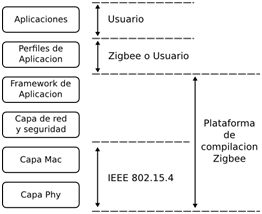 Aplicaciones
Usuario
Perfiles de
Aplicacion
Zigbee o Usuario
Framework de
Aplicacion
Capa de red
y seguridad
Plataforma
de
compilacion
Zigbee
Capa Mac
IEEE 802.15.4
Capa Phy